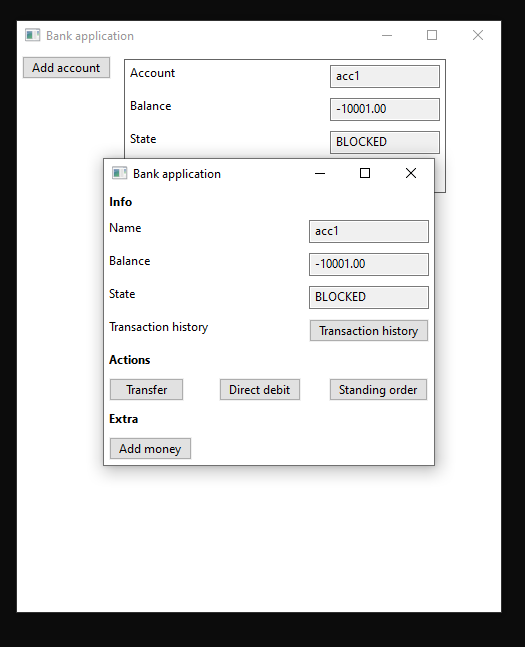 Bank application
Add account
Account acc1
Balance -10001.00
State BLOCKED
Bank application
Info
Name acc1
Balance -10001.00
State BLOCKED
Transaction history Transaction history
Actions
Transfer Direct debit Standing order
Extra
Add money